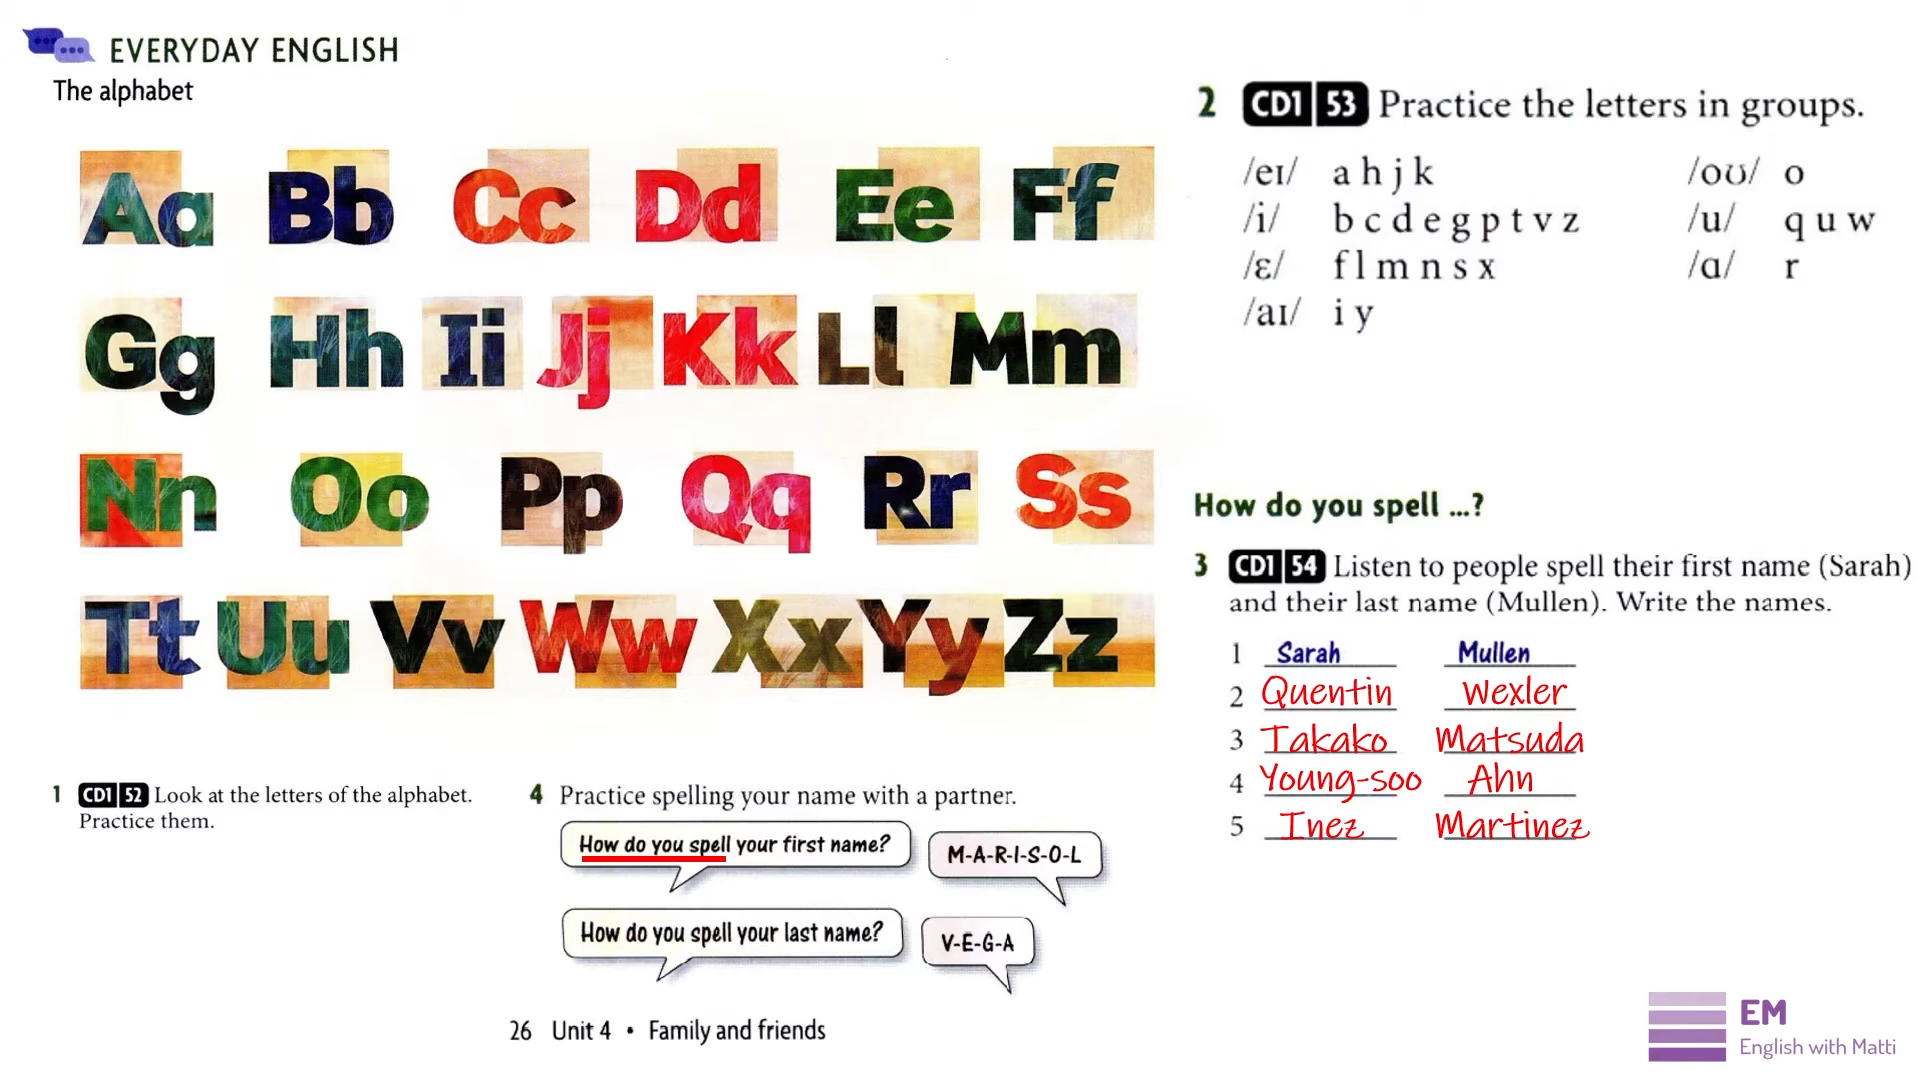 EVERYDAY ENGLISH
The alphabet
Aa Bb Cc Dd Ee Ff
Gg Hh Ii Jj Kk Ll Mm
Nn Oo Pp Qq Rr Ss
Tt Uu Vv Ww Xx Yy Zz
1 CD1 52 Look at the letters of the alphabet.
Practice them.
2 CD1 53 Practice the letters in groups.
/eɪ/ a h j k
/i/ b c d e g p t v z
/ɛ/ f l m n s x
/aɪ/ i y
/oʊ/ o
/u/ q u w
/ɑ/ r
How do you spell ...?
3 CD1 54 Listen to people spell their first name (Sarah)
and their last name (Mullen). Write the names.
1 Sarah Mullen
2 Quentin Wexler
3 Takako Matsuda
4 Young-soo Ahn
5 Inez Martinez
4 Practice spelling your name with a partner.
How do you spell your first name?
M-A-R-I-S-O-L
How do you spell your last name?
V-E-G-A
26 Unit 4 • Family and friends
EM
English with Matti